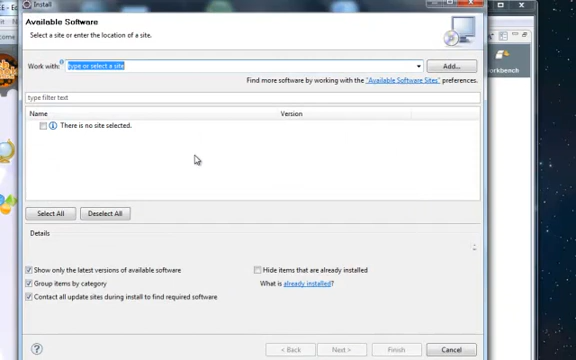 EE - E
Install
Available Software
Select a site or enter the location of a site.
Work with: type or select a site
Add...
Find more software by working with the "Available Software Sites" preferences.
type filter text
Name Version
There is no site selected.
Select All Deselect All
Details
Show only the latest versions of available software
Hide items that are already installed
Group items by category
What is already installed?
Contact all update sites during install to find required software
< Back Next > Finish Cancel
orkbench